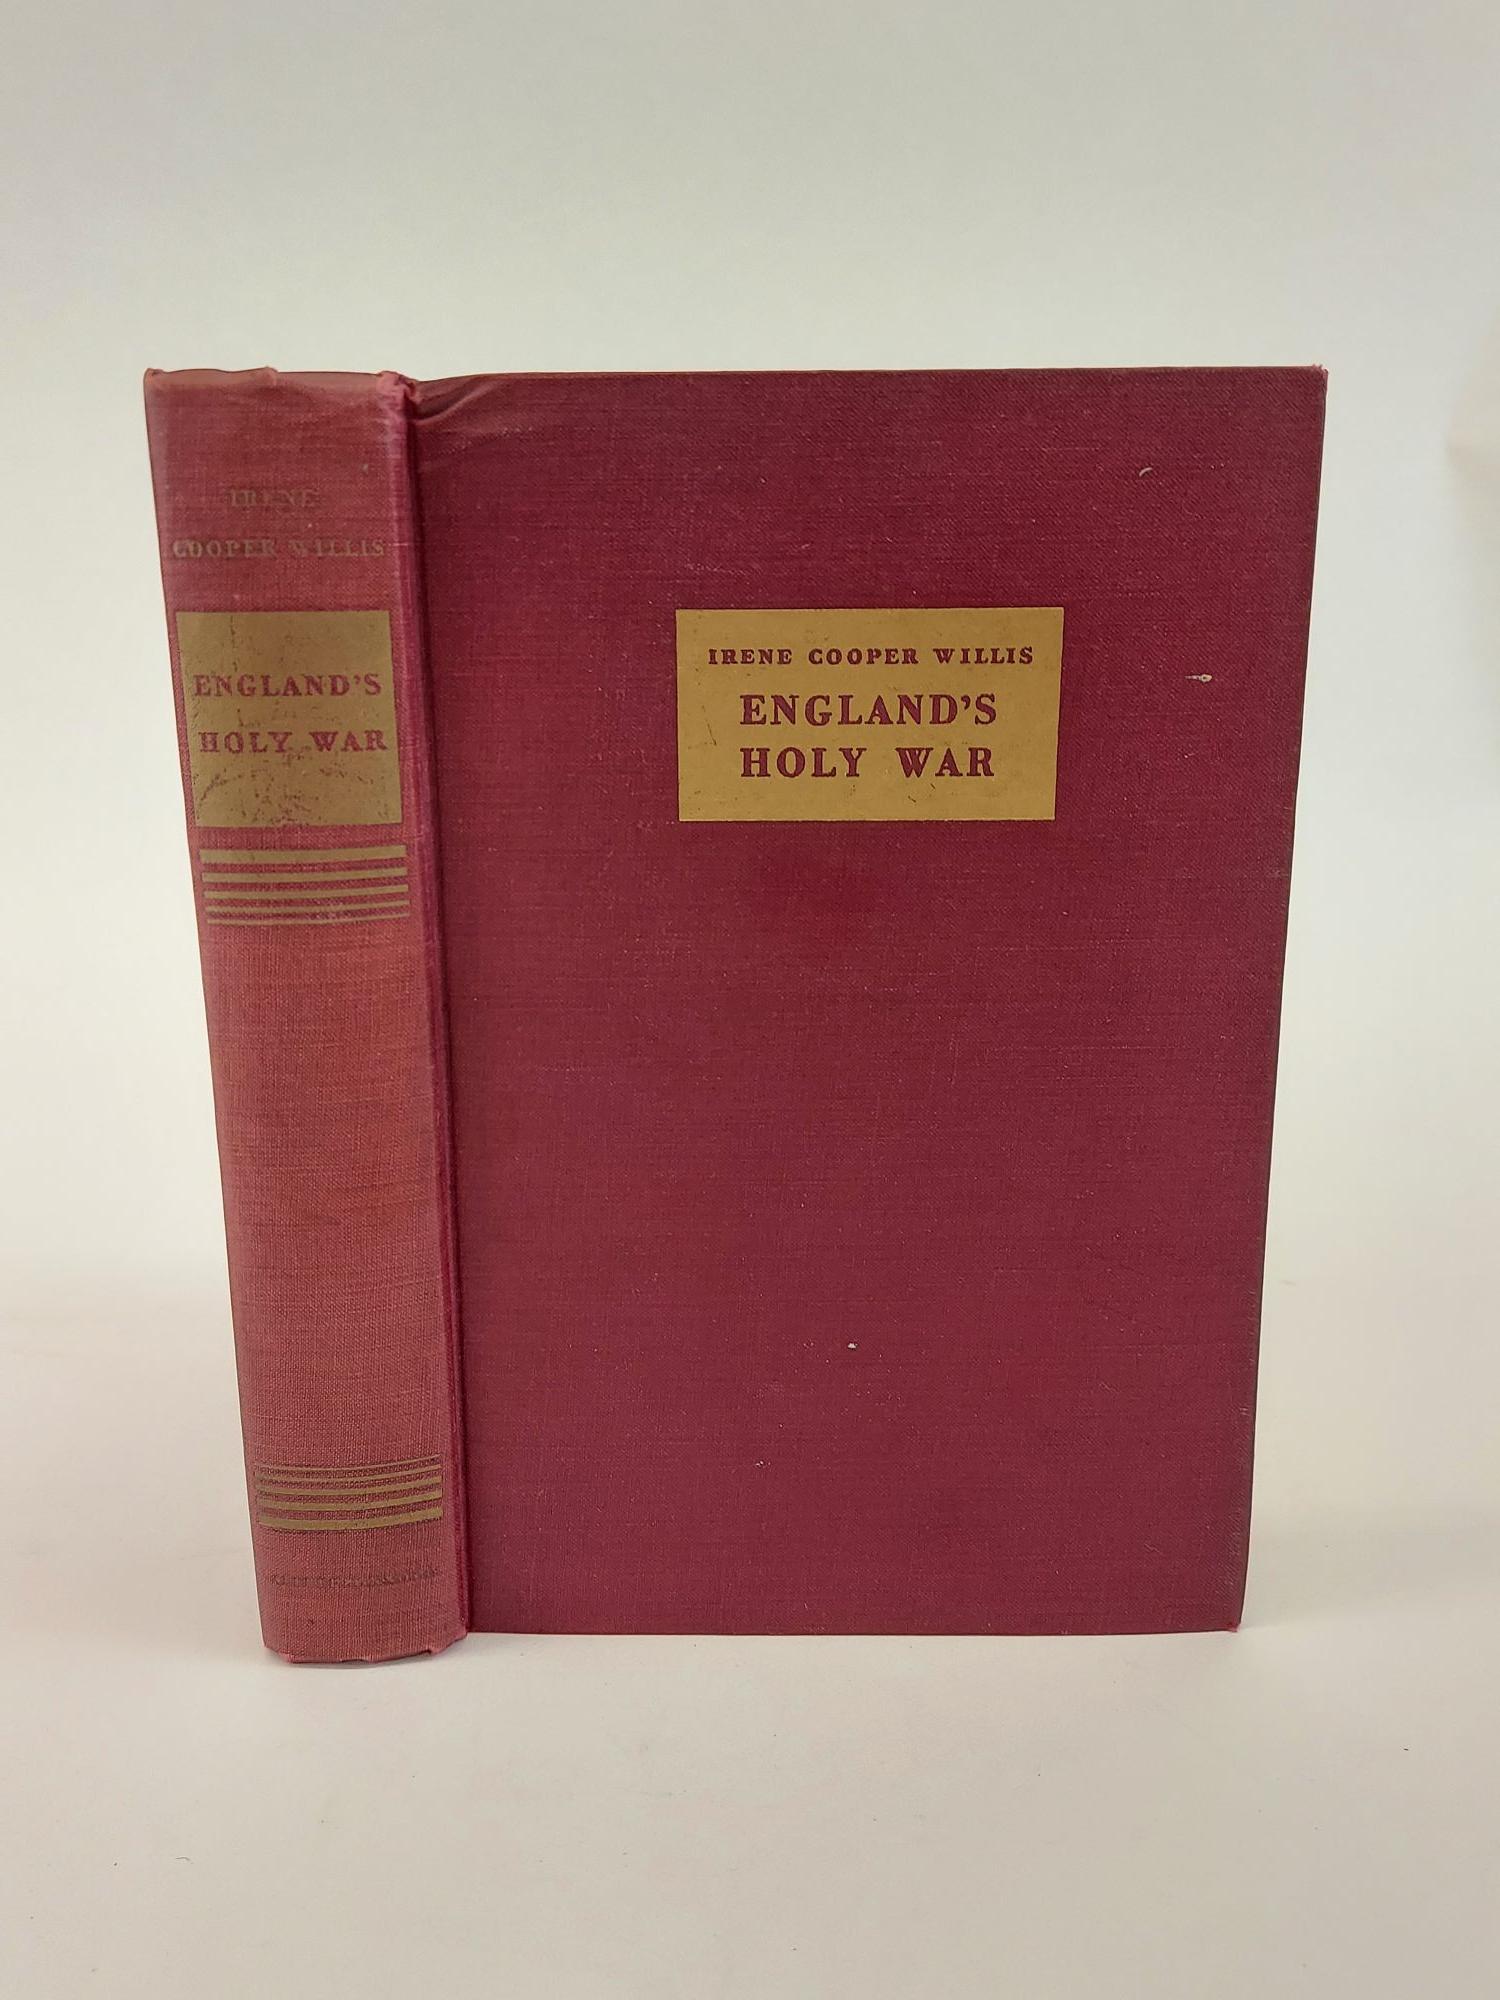 IRENE
COOPER WILLIS
ENGLAND'S
HOLY WAR
IRENE COOPER WILLIS
ENGLAND'S
HOLY WAR